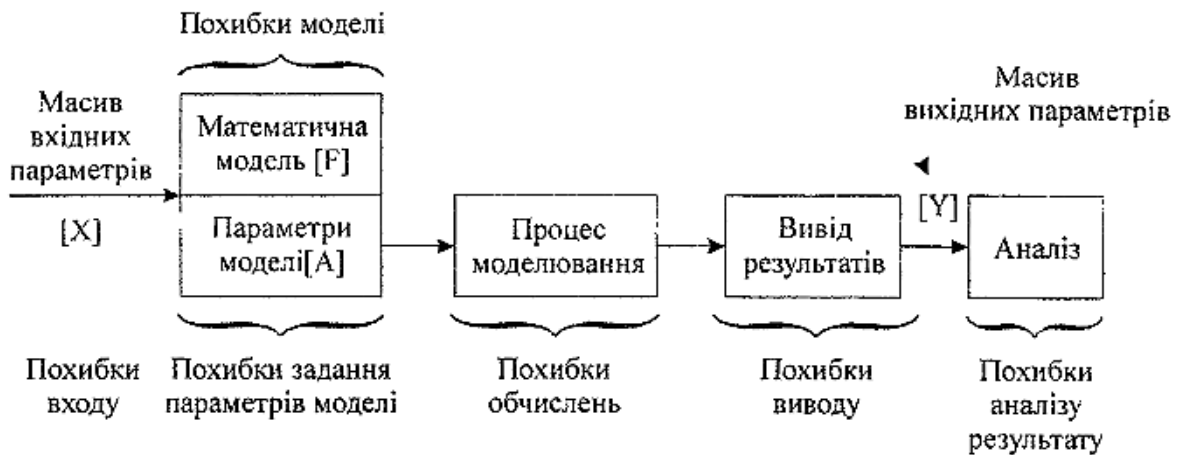 Похибки моделі
Масив
вхідних
параметрів
[X]
Математична
модель [F]
Параметри
моделі[A]
Процес
моделювання
Вивід
результатів
Масив
вихідних параметрів
[Y]
Аналіз
Похибки
входу
Похибки задання
параметрів моделі
Похибки
обчислень
Похибки
виводу
Похибки
аналізу
результату